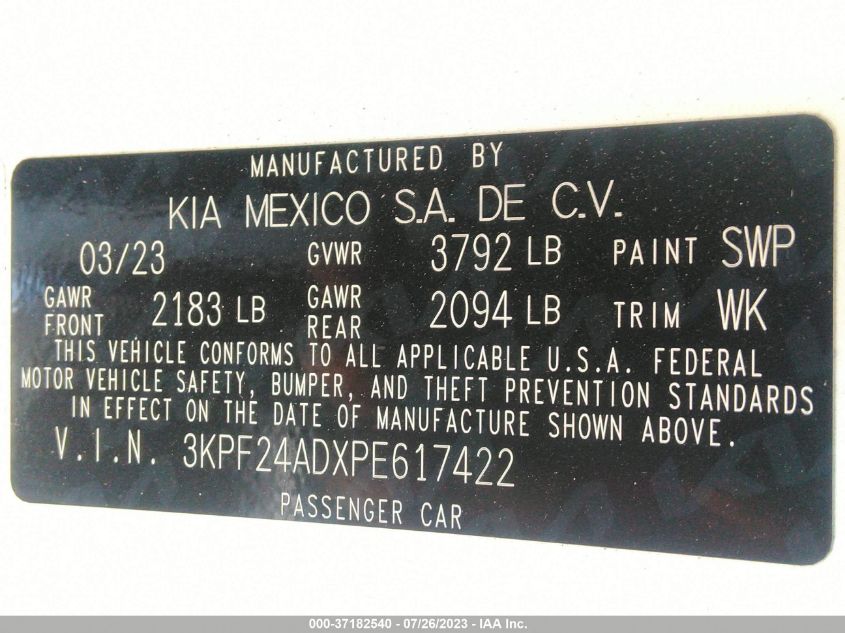 MANUFACTURED BY
KIA MEXICO S.A. DE C.V.
03/23 GVWR 3792 LB PAINT SWP
GAWR FRONT 2183 LB GAWR REAR 2094 LB TRIM WK
THIS VEHICLE CONFORMS TO ALL APPLICABLE U.S.A. FEDERAL
MOTOR VEHICLE SAFETY, BUMPER, AND THEFT PREVENTION STANDARDS
IN EFFECT ON THE DATE OF MANUFACTURE SHOWN ABOVE.
V.I.N. 3KPF24ADXPE617422
PASSENGER CAR
000-37182540 - 07/26/2023 - IAA Inc.